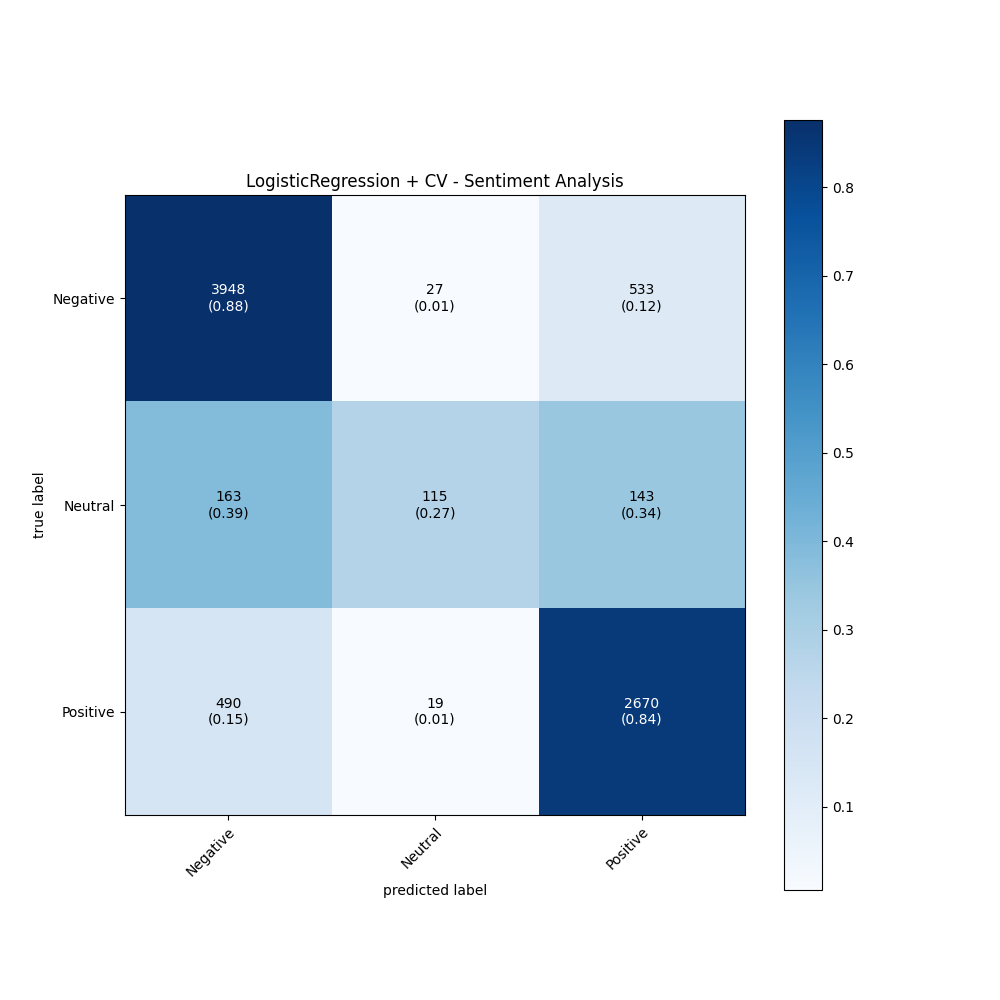 LogisticRegression + CV - Sentiment Analysis
true label
Negative
3948
(0.88)
27
(0.01)
533
(0.12)
Neutral
163
(0.39)
115
(0.27)
143
(0.34)
Positive
490
(0.15)
19
(0.01)
2670
(0.84)
Negative
Neutral
Positive
predicted label
0.8
0.7
0.6
0.5
0.4
0.3
0.2
0.1